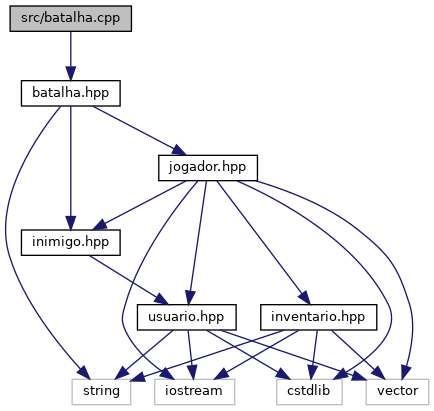 src/batalha.cpp
batalha.hpp
jogador.hpp
inimigo.hpp
usuario.hpp
inventario.hpp
string
iostream
cstdlib
vector